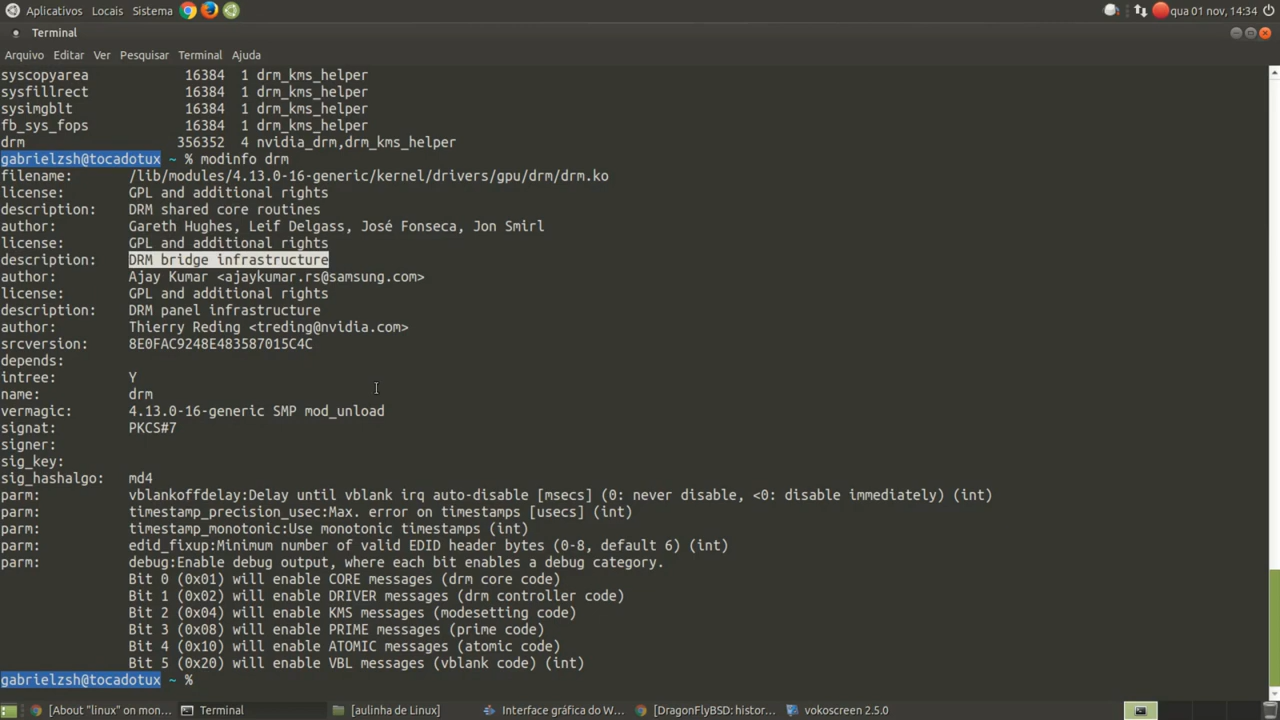 Aplicativos Locais Sistema qua 01 nov, 14:34
Terminal
Arquivo Editar Ver Pesquisar Terminal Ajuda
syscopyarea 16384 1 drm_kms_helper
sysfillrect 16384 1 drm_kms_helper
sysimgblt 16384 1 drm_kms_helper
fb_sys_fops 16384 1 drm_kms_helper
drm 356352 4 nvidia_drm,drm_kms_helper
gabrielzsh@tocadotux ~ % modinfo drm
filename: /lib/modules/4.13.0-16-generic/kernel/drivers/gpu/drm/drm.ko
license: GPL and additional rights
description: DRM shared core routines
author: Gareth Hughes, Leif Delgass, José Fonseca, Jon Smirl
license: GPL and additional rights
description: DRM bridge infrastructure
author: Ajay Kumar <ajaykumar.rs@samsung.com>
license: GPL and additional rights
description: DRM panel infrastructure
author: Thierry Reding <treding@nvidia.com>
srcversion: 8E0FAC9248E483587015C4C
depends:
intree: Y
name: drm
vermagic: 4.13.0-16-generic SMP mod_unload
signat: PKCS#7
signer:
sig_key:
sig_hashalgo: md4
parm: vblankoffdelay:Delay until vblank irq auto-disable [msecs] (0: never disable, <0: disable immediately) (int)
parm: timestamp_precision_usec:Max. error on timestamps [usecs] (int)
parm: timestamp_monotonic:Use monotonic timestamps (int)
parm: edid_fixup:Minimum number of valid EDID header bytes (0-8, default 6) (int)
parm: debug:Enable debug output, where each bit enables a debug category.
Bit 0 (0x01) will enable CORE messages (drm core code)
Bit 1 (0x02) will enable DRIVER messages (drm controller code)
Bit 2 (0x04) will enable KMS messages (modesetting code)
Bit 3 (0x08) will enable PRIME messages (prime code)
Bit 4 (0x10) will enable ATOMIC messages (atomic code)
Bit 5 (0x20) will enable VBL messages (vblank code) (int)
gabrielzsh@tocadotux ~ %
[About "linux" on mon... Terminal [aulinha de Linux] Interface gráfica do W... [DragonFlyBSD: histor... vokoscreen 2.5.0